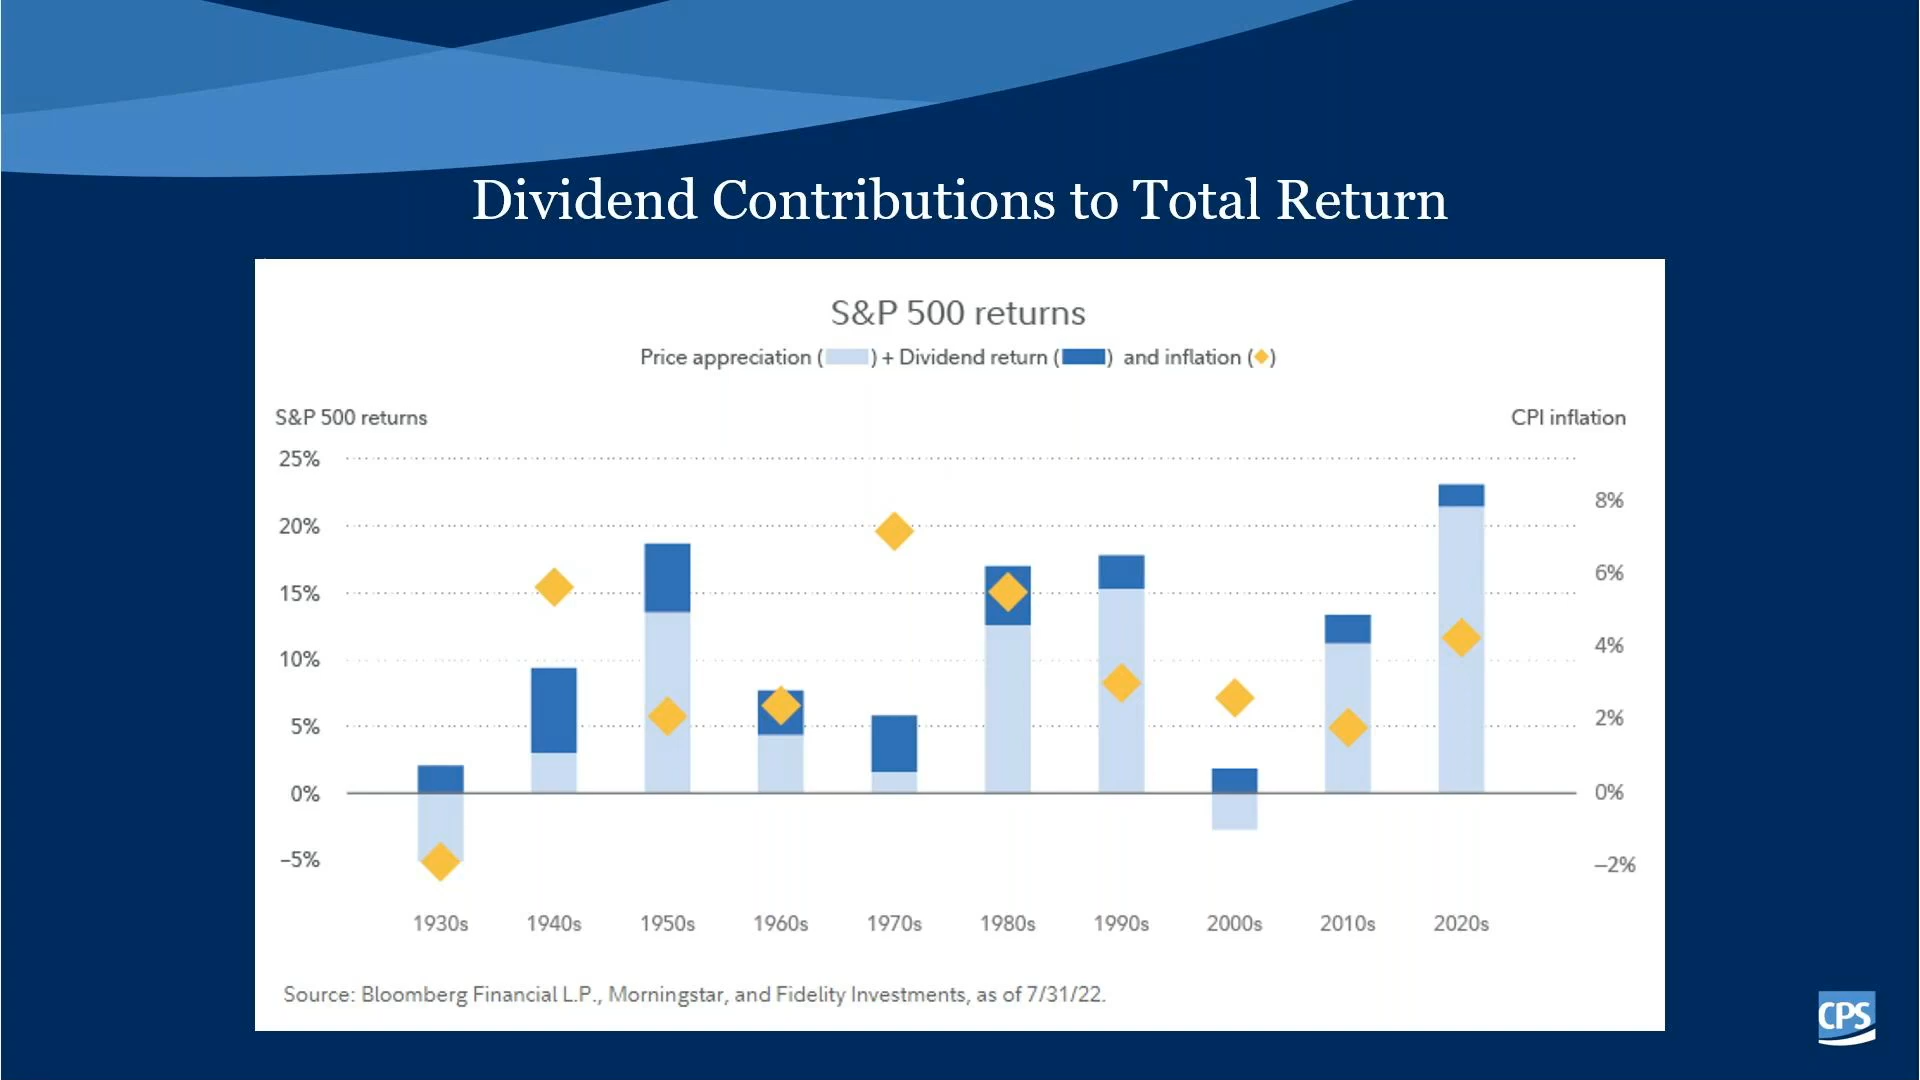 Dividend Contributions to Total Return
S&P 500 returns
Price appreciation ( ) + Dividend return ( ) and inflation ( )
S&P 500 returns
CPI inflation
25%
20%
15%
10%
5%
0%
–5%
8%
6%
4%
2%
0%
–2%
1930s 1940s 1950s 1960s 1970s 1980s 1990s 2000s 2010s 2020s
Source: Bloomberg Financial L.P., Morningstar, and Fidelity Investments, as of 7/31/22.
CPS